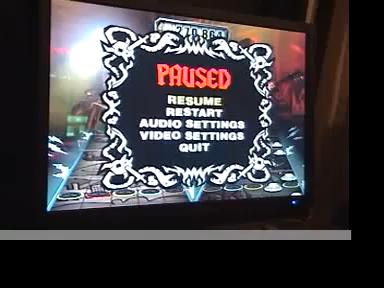 PAUSED
RESUME
RESTART
AUDIO SETTINGS
VIDEO SETTINGS
QUIT